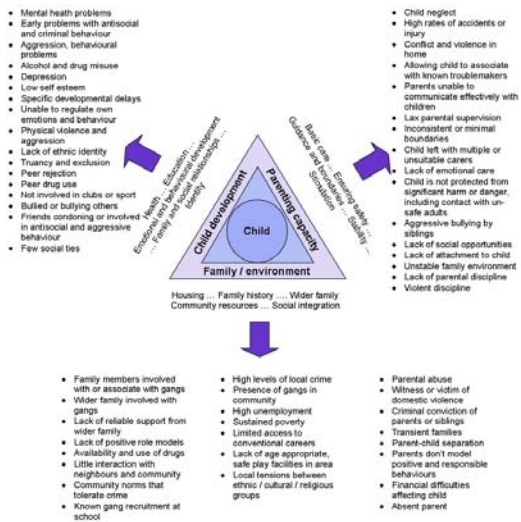 • Mental heath problems
• Early problems with antisocial
and criminal behaviour
• Aggression, behavioural
problems
• Alcohol and drug misuse
• Depression
• Low self esteem
• Specific developmental delays
• Unable to regulate own
emotions and behaviour
• Physical violence and
aggression
• Lack of ethnic identity
• Truancy and exclusion
• Peer rejection
• Peer drug use
• Not involved in clubs or sport
• Bullied or bullying others
• Friends condoning or involved
in antisocial and aggressive
behaviour
• Few social ties
• Child neglect
• High rates of accidents or
injury
• Conflict and violence in
home
• Allowing child to associate
with known troublemakers
• Parents unable to
communicate effectively with
children
• Lax parental supervision
• Inconsistent or minimal
boundaries
• Child left with multiple or
unsuitable carers
• Lack of emotional care
• Child is not protected from
significant harm or danger,
including contact with un-
safe adults
• Aggressive bullying by
siblings
• Lack of social opportunities
• Lack of attachment to child
• Unstable family environment
• Lack of parental discipline
• Violent discipline
Health ... Education ...
Emotional and behavioural development
... Family and social relationships ...
Identity
Basic care ... Ensuring safety ...
Guidance and boundaries ... Stability ...
Stimulation
Child development
Parenting capacity
Child
Family / environment
Housing ... Family history .... Wider family
Community resources ... Social integration
• Family members involved
with or associate with gangs
• Wider family involved with
gangs
• Lack of reliable support from
wider family
• Lack of positive role models
• Availability and use of drugs
• Little interaction with
neighbours and community
• Community norms that
tolerate crime
• Known gang recruitment at
school
• High levels of local crime
• Presence of gangs in
community
• High unemployment
• Sustained poverty
• Limited access to
conventional careers
• Lack of age appropriate,
safe play facilities in area
• Local tensions between
ethnic / cultural / religious
groups
• Parental abuse
• Witness or victim of
domestic violence
• Criminal conviction of
parents or siblings
• Transient families
• Parent-child separation
• Parents don't model
positive and responsible
behaviours
• Financial difficulties
affecting child
• Absent parent